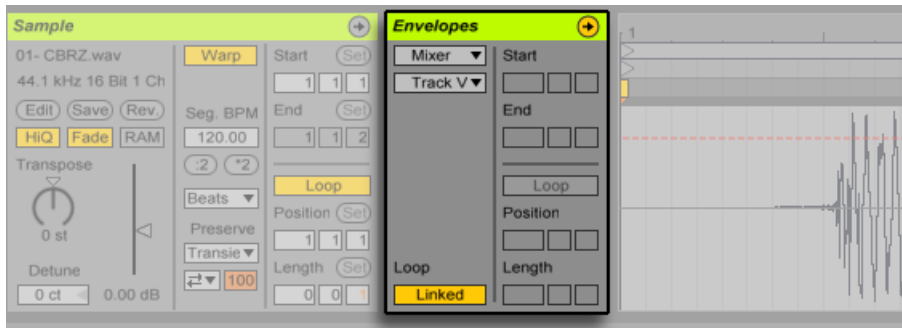 Sample
01- CBRZ.wav
44.1 kHz 16 Bit 1 Ch
Edit Save Rev.
HiQ Fade RAM
Transpose
0 st
Detune
0 ct 0.00 dB
Warp
Seg. BPM
120.00
:2 *2
Beats
Preserve
Transie
100
Start Set
1 1 1
End Set
1 1 2
Loop
Position Set
1 1 1
Length Set
0 0 1
Envelopes
Mixer
Track V
Loop
Linked
Start
End
Loop
Position
Length
1